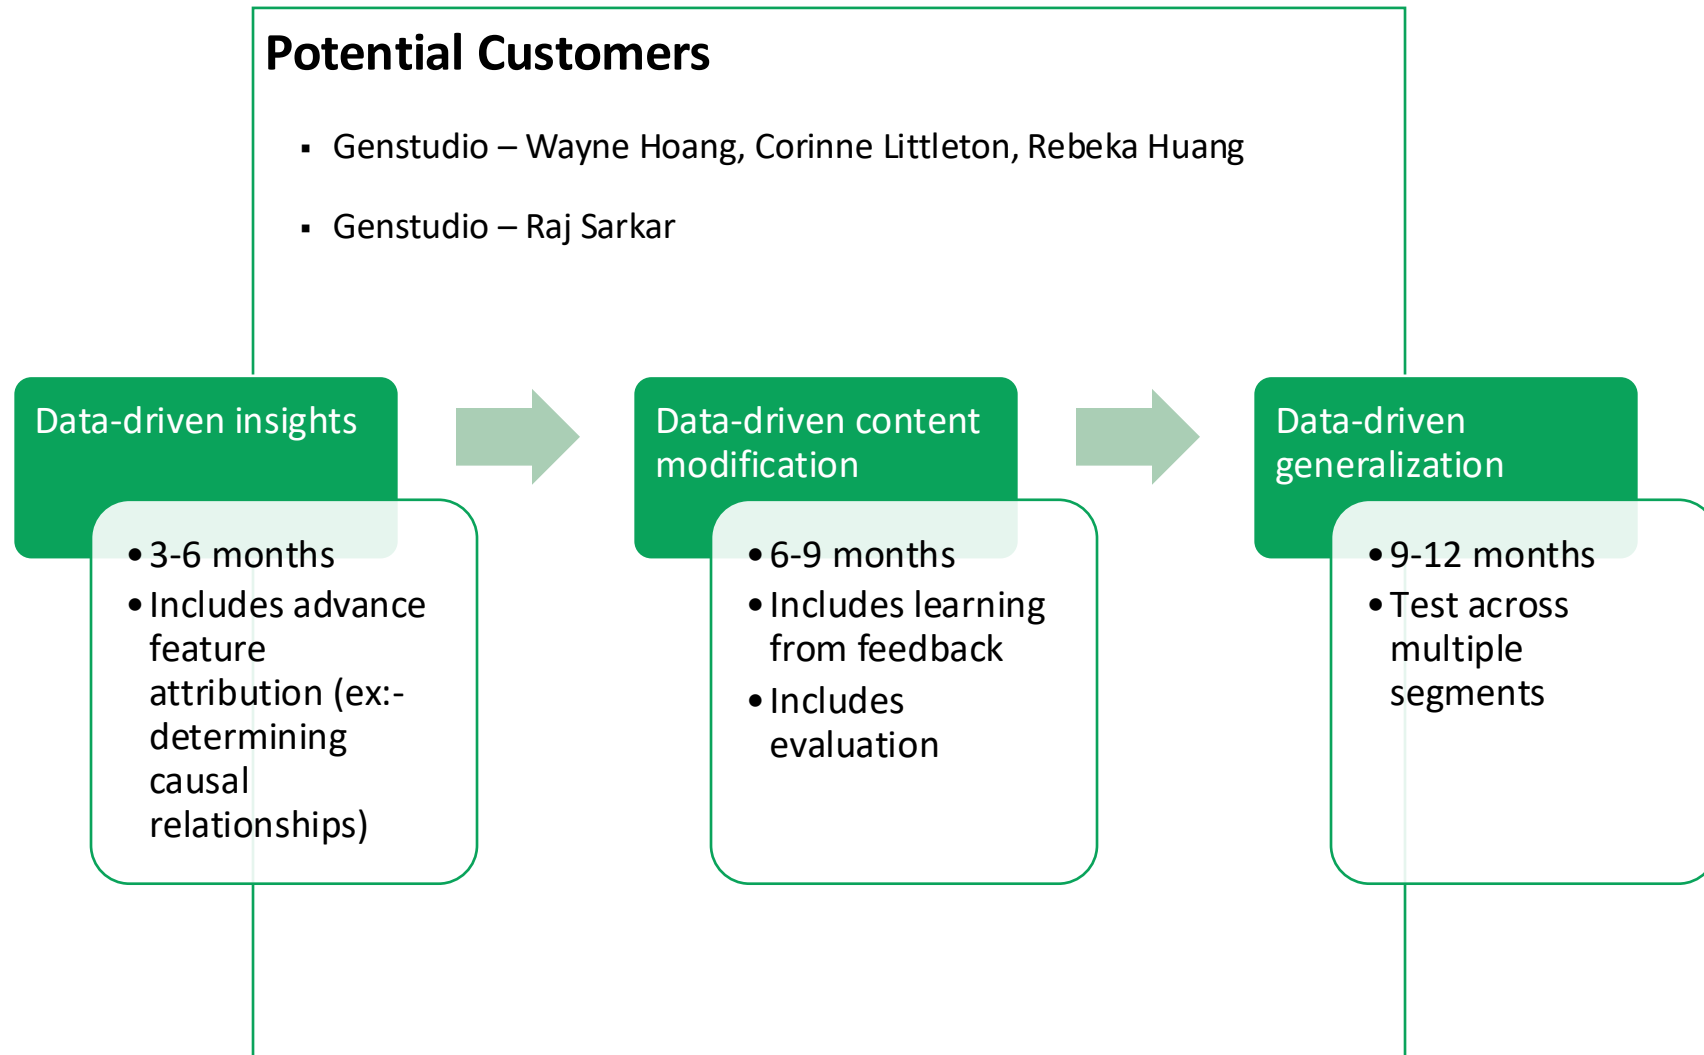 Potential Customers
▪ Genstudio – Wayne Hoang, Corinne Littleton, Rebeka Huang
▪ Genstudio – Raj Sarkar
Data-driven insights
• 3-6 months
• Includes advance
feature
attribution (ex:-
determining
causal
relationships)
Data-driven content
modification
• 6-9 months
• Includes learning
from feedback
• Includes
evaluation
Data-driven
generalization
• 9-12 months
• Test across
multiple
segments